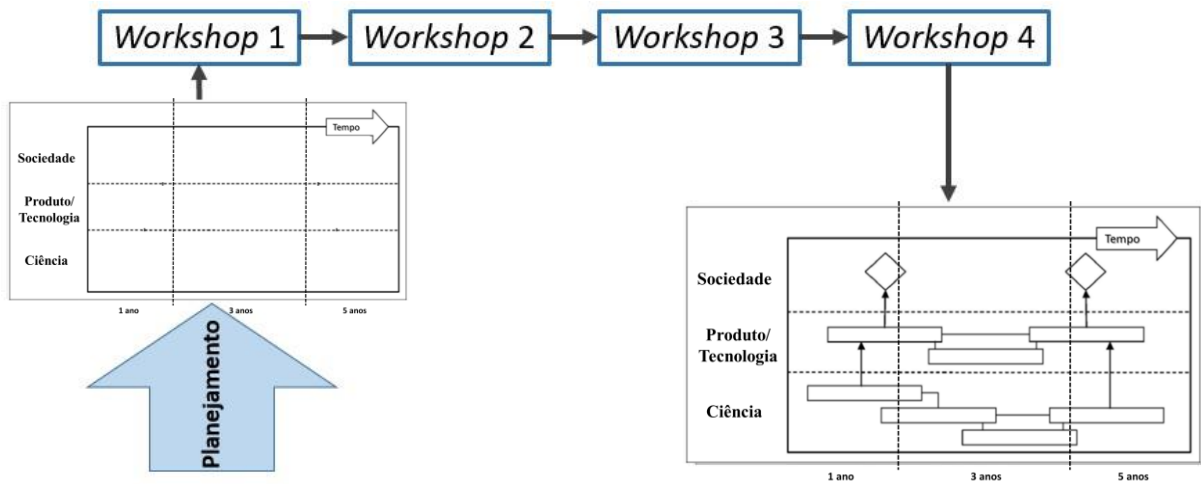 Workshop 1
Workshop 2
Workshop 3
Workshop 4
Tempo
Sociedade
Produto/
Tecnologia
Ciência
1 ano
3 anos
5 anos
Planejamento
Tempo
Sociedade
Produto/
Tecnologia
Ciência
1 ano
3 anos
5 anos